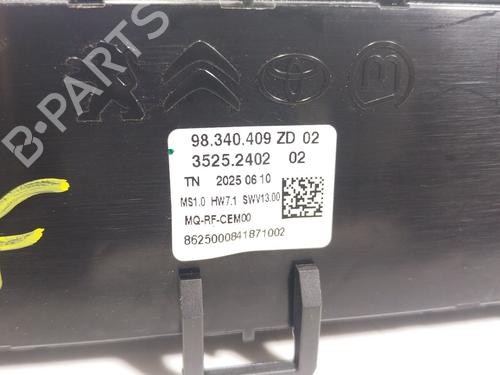 B-PARTS
98.340.409 ZD 02
3525.2402 02
TN 2025 06 10
MS1.0 HW7.1 SWV13.00
MQ-RF-CEM00
8625000841871002